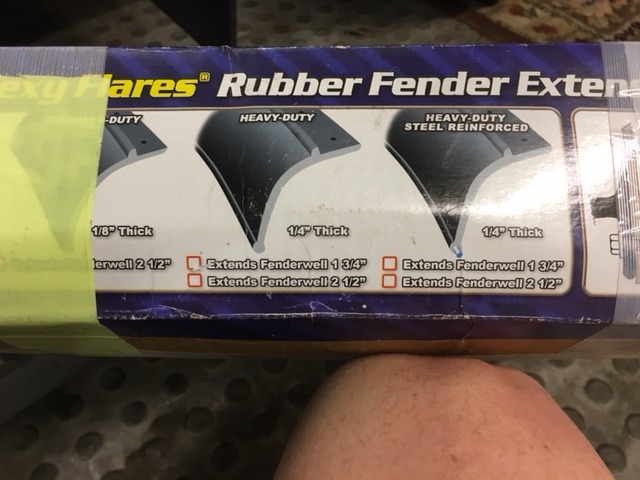 exy Flares® Rubber Fender Exten
-DUTY
HEAVY-DUTY
HEAVY-DUTY
STEEL REINFORCED
1/8" Thick
1/4" Thick
1/4" Thick
derwell 2 1/2"
Extends Fenderwell 1 3/4"
Extends Fenderwell 1 3/4"
Extends Fenderwell 2 1/2"
Extends Fenderwell 2 1/2"